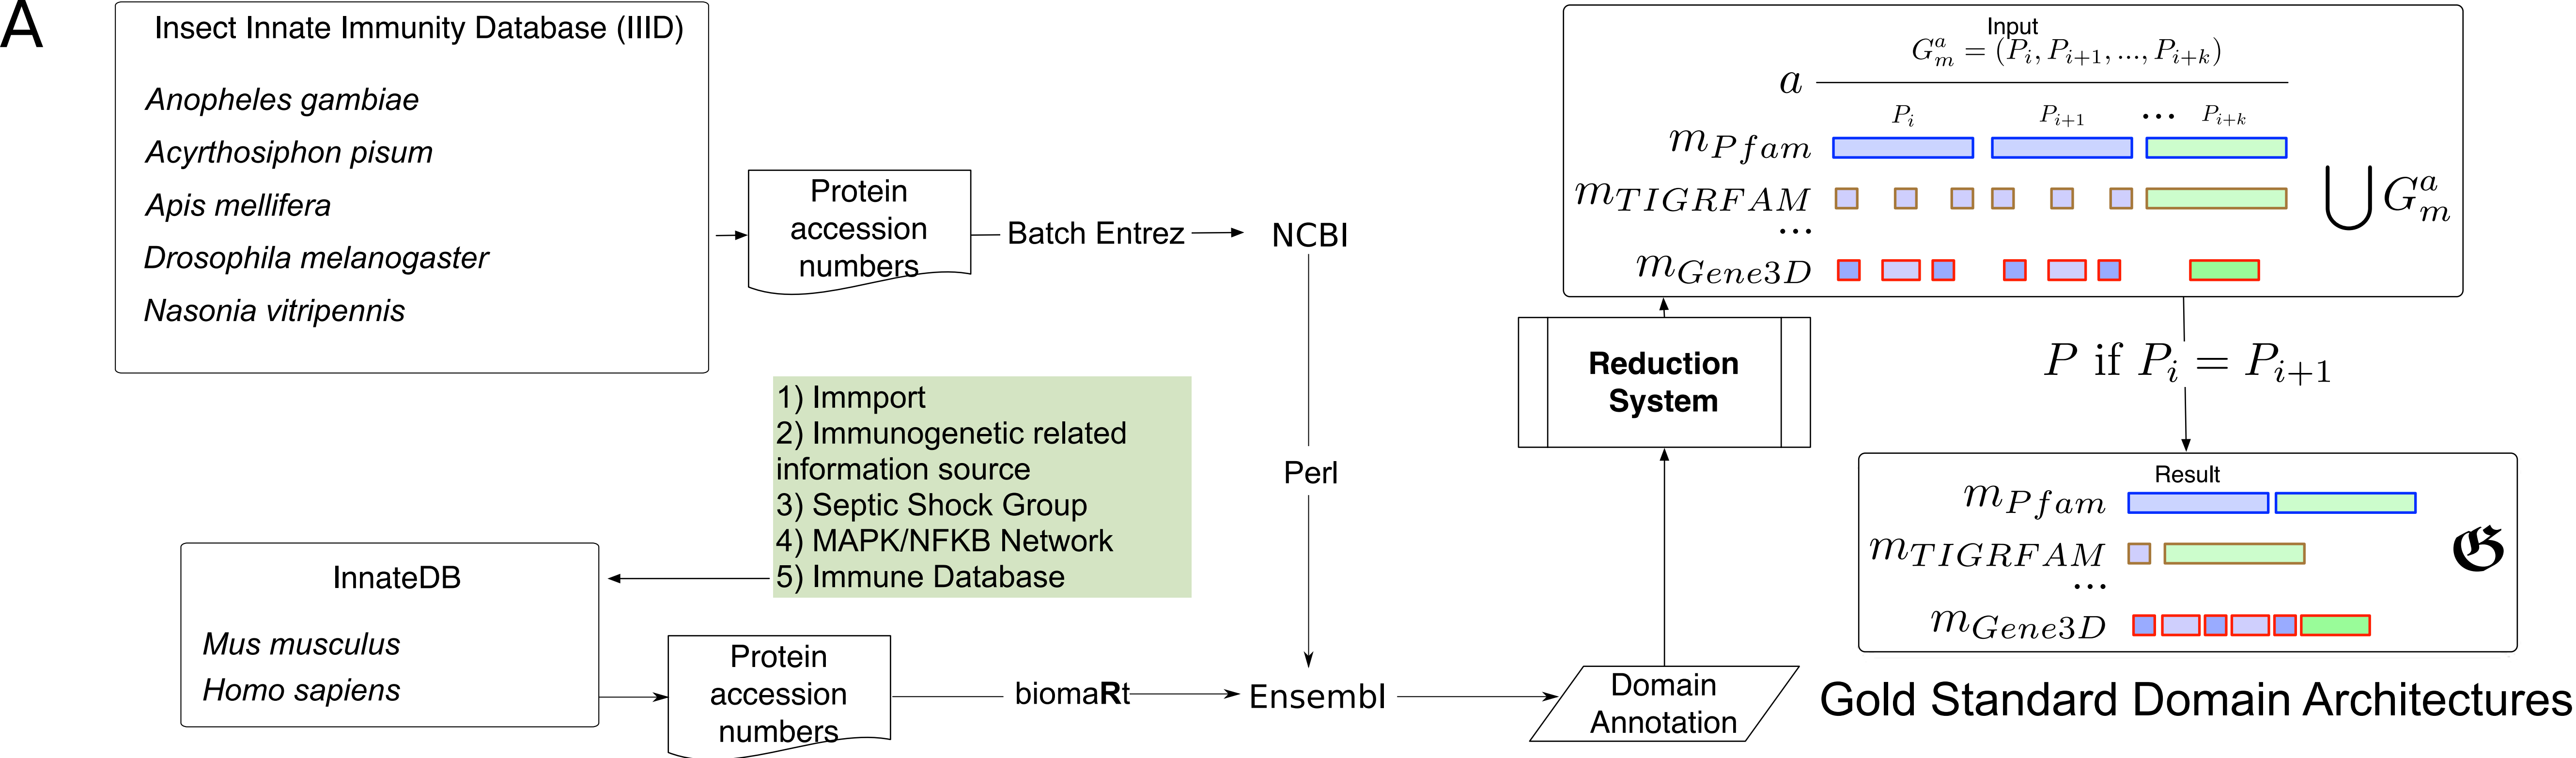 A
Insect Innate Immunity Database (IIID)
Anopheles gambiae
Acyrthosiphon pisum
Apis mellifera
Drosophila melanogaster
Nasonia vitripennis
Protein
accession
numbers
Batch Entrez
NCBI
Perl
1) Immport
2) Immunogenetic related
information source
3) Septic Shock Group
4) MAPK/NFKB Network
5) Immune Database
InnateDB
Mus musculus
Homo sapiens
Protein
accession
numbers
biomaRt
Ensembl
Domain
Annotation
Reduction
System
Input
G^a_m = (P_i, P_{i+1}, ..., P_{i+k})
a
P_i P_{i+1} ... P_{i+k}
m_{Pfam}
m_{TIGRFAM}
...
m_{Gene3D}
⋃ G^a_m
P if P_i = P_{i+1}
Result
m_{Pfam}
m_{TIGRFAM}
...
m_{Gene3D}
𝕲
Gold Standard Domain Architectures